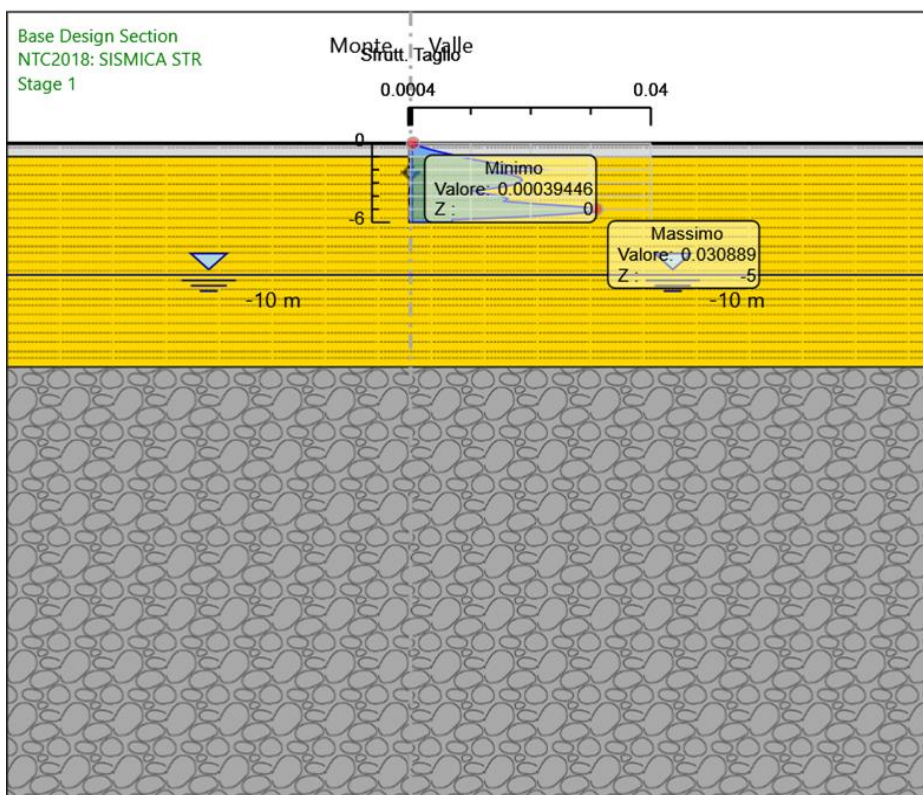 Base Design Section
NTC2018: SISMICA STR
Stage 1
Monte
Valle
Sfrutt. Taglio
0.0004
0.04
0
-6
Minimo
Valore: 0.00039446
Z : 0
Massimo
Valore: 0.030889
Z : -5
-10 m
-10 m